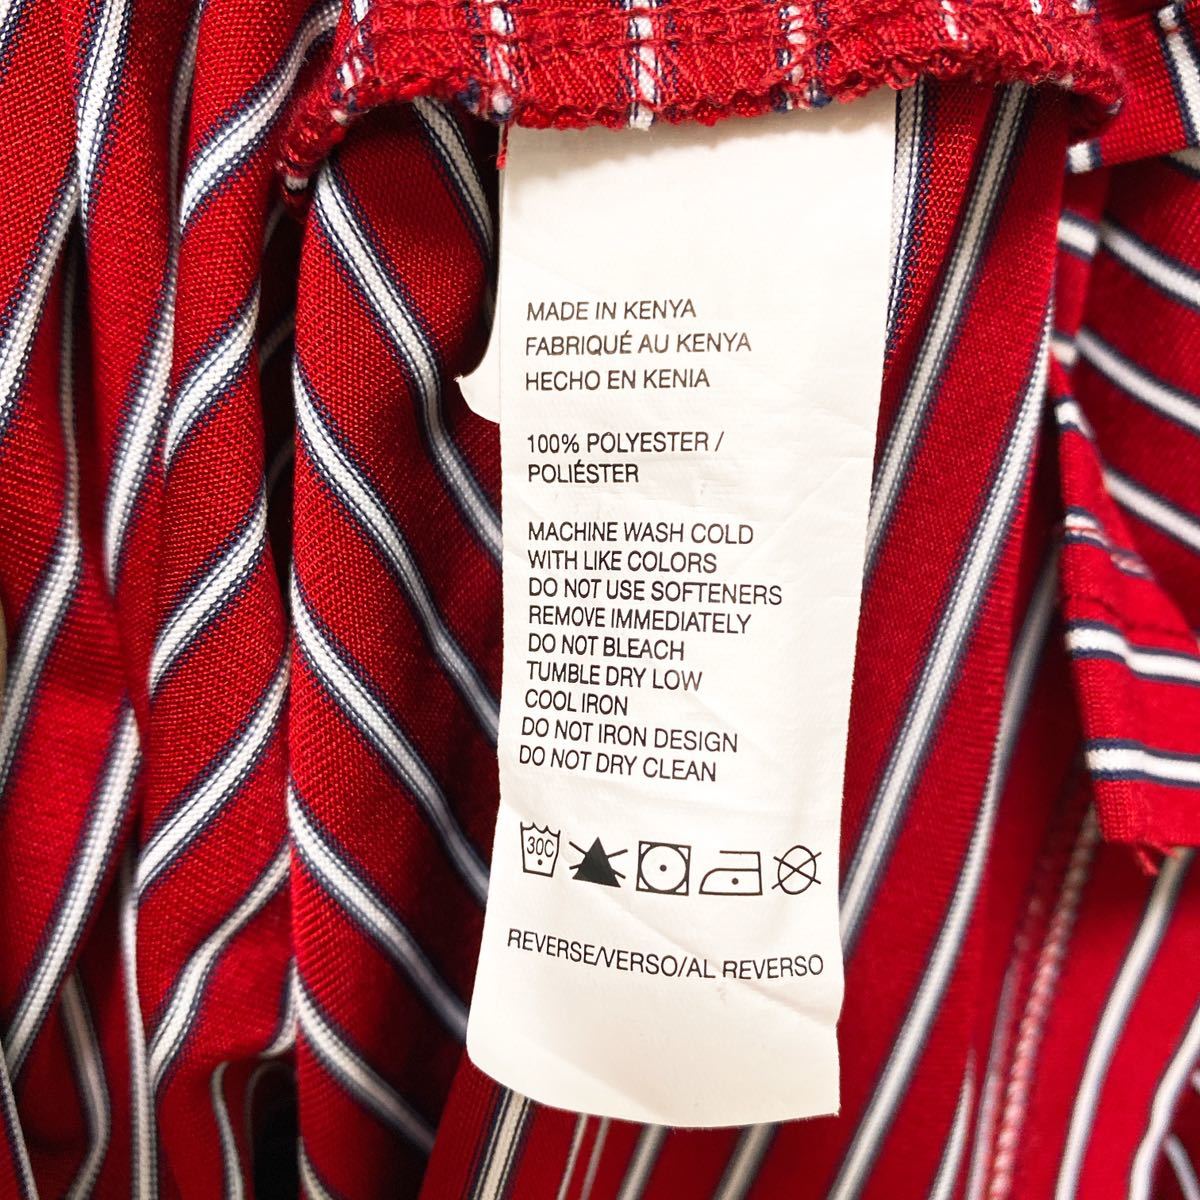 MADE IN KENYA
FABRIQUÉ AU KENYA
HECHO EN KENIA
100% POLYESTER /
POLIÉSTER
MACHINE WASH COLD
WITH LIKE COLORS
DO NOT USE SOFTENERS
REMOVE IMMEDIATELY
DO NOT BLEACH
TUMBLE DRY LOW
COOL IRON
DO NOT IRON DESIGN
DO NOT DRY CLEAN
30C
REVERSE/VERSO/AL REVERSO